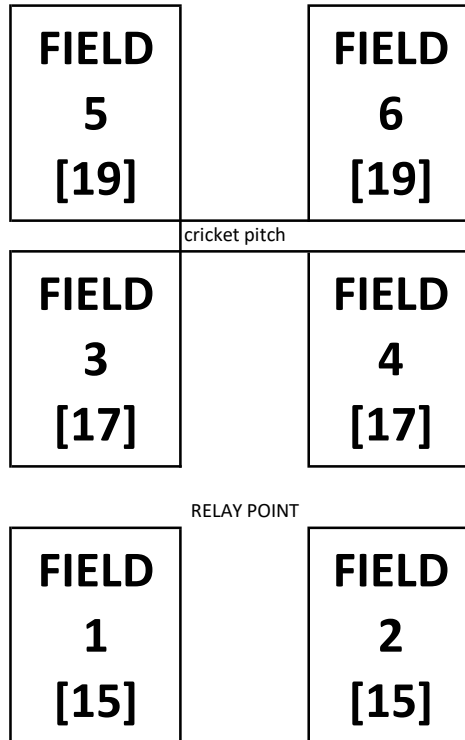 FIELD
5
[19]
FIELD
6
[19]
cricket pitch
FIELD
3
[17]
FIELD
4
[17]
RELAY POINT
FIELD
1
[15]
FIELD
2
[15]